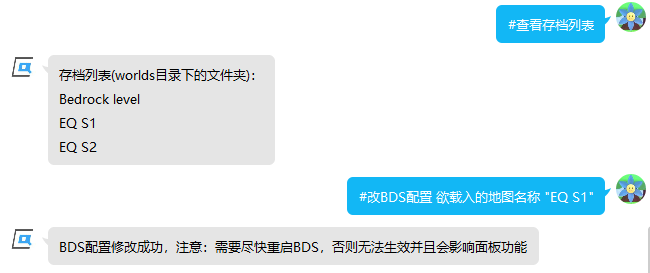 #查看存档列表
存档列表(worlds目录下的文件夹)：
Bedrock level
EQ S1
EQ S2
#改BDS配置 欲载入的地图名称 "EQ S1"
BDS配置修改成功，注意：需要尽快重启BDS，否则无法生效并且会影响面板功能